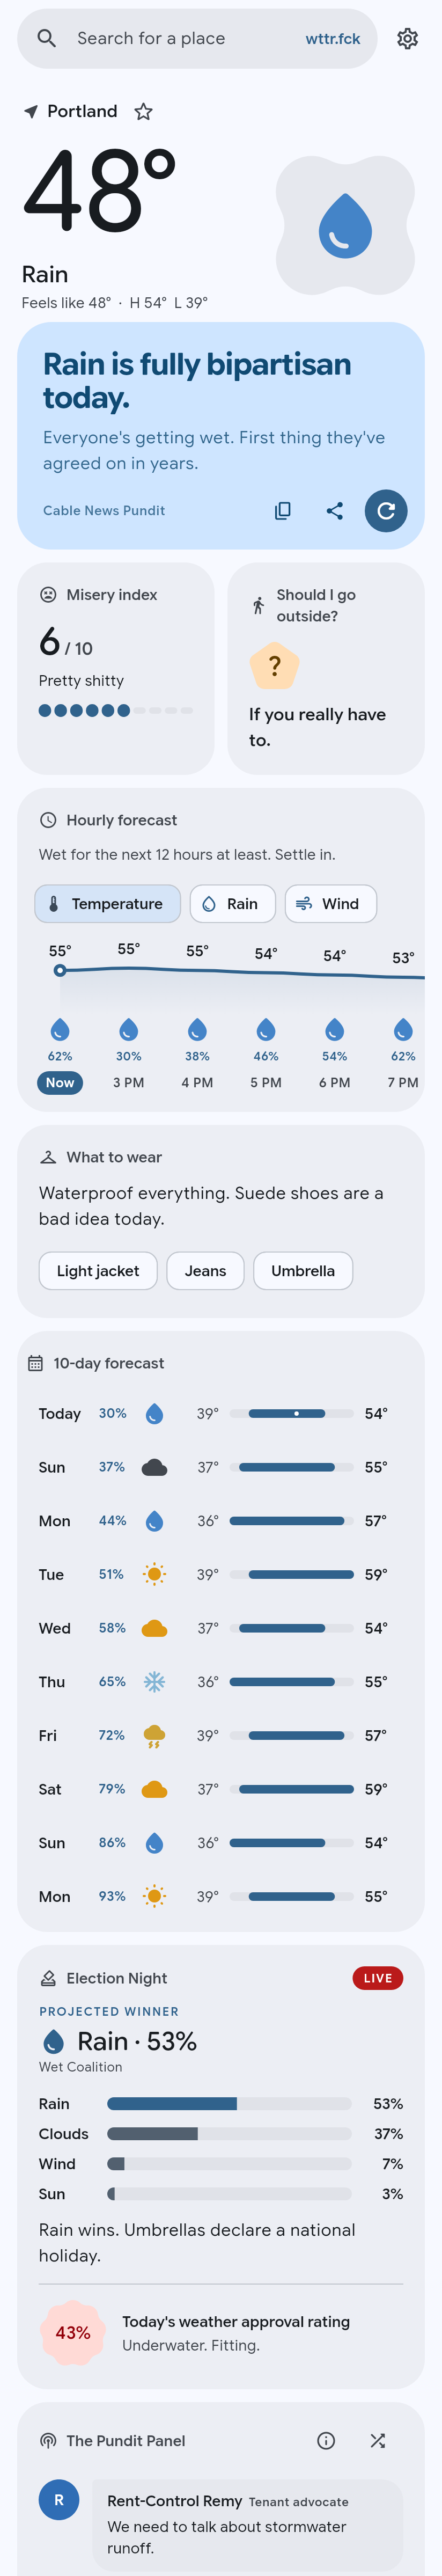 Search for a place
wttr.fck
Portland
48°
Rain
Feels like 48° · H 54° L 39°
Rain is fully bipartisan
today.
Everyone's getting wet. First thing they've
agreed on in years.
Cable News Pundit
Misery index
6 / 10
Pretty shitty
Should I go
outside?
?
If you really have
to.
Hourly forecast
Wet for the next 12 hours at least. Settle in.
Temperature Rain Wind
55° 55° 55° 54° 54° 53°
62% 30% 38% 46% 54% 62%
Now 3 PM 4 PM 5 PM 6 PM 7 PM
What to wear
Waterproof everything. Suede shoes are a
bad idea today.
Light jacket Jeans Umbrella
10-day forecast
Today 30% 39° 54°
Sun 37% 37° 55°
Mon 44% 36° 57°
Tue 51% 39° 59°
Wed 58% 37° 54°
Thu 65% 36° 55°
Fri 72% 39° 57°
Sat 79% 37° 59°
Sun 86% 36° 54°
Mon 93% 39° 55°
Election Night LIVE
PROJECTED WINNER
Rain · 53%
Wet Coalition
Rain 53%
Clouds 37%
Wind 7%
Sun 3%
Rain wins. Umbrellas declare a national
holiday.
43%
Today's weather approval rating
Underwater. Fitting.
The Pundit Panel
R
Rent-Control Remy Tenant advocate
We need to talk about stormwater
runoff.